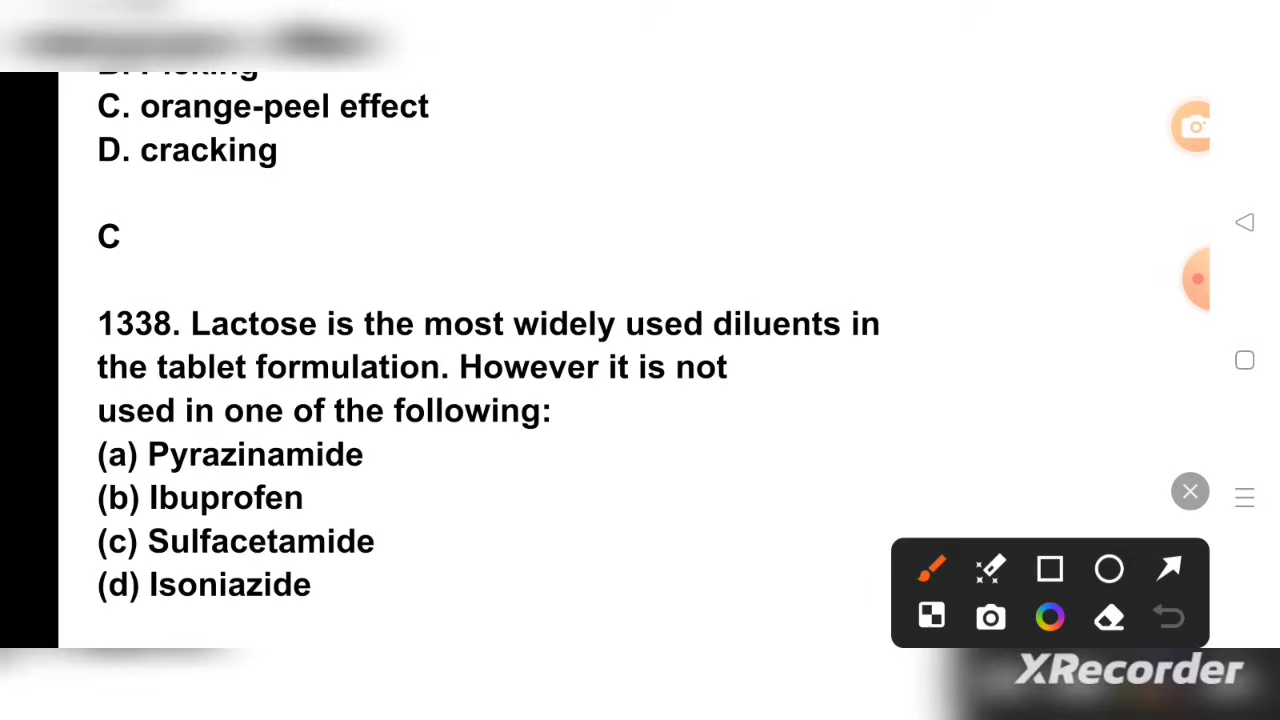 C. orange-peel effect
D. cracking
C
1338. Lactose is the most widely used diluents in
the tablet formulation. However it is not
used in one of the following:
(a) Pyrazinamide
(b) Ibuprofen
(c) Sulfacetamide
(d) Isoniazide
XRecorder